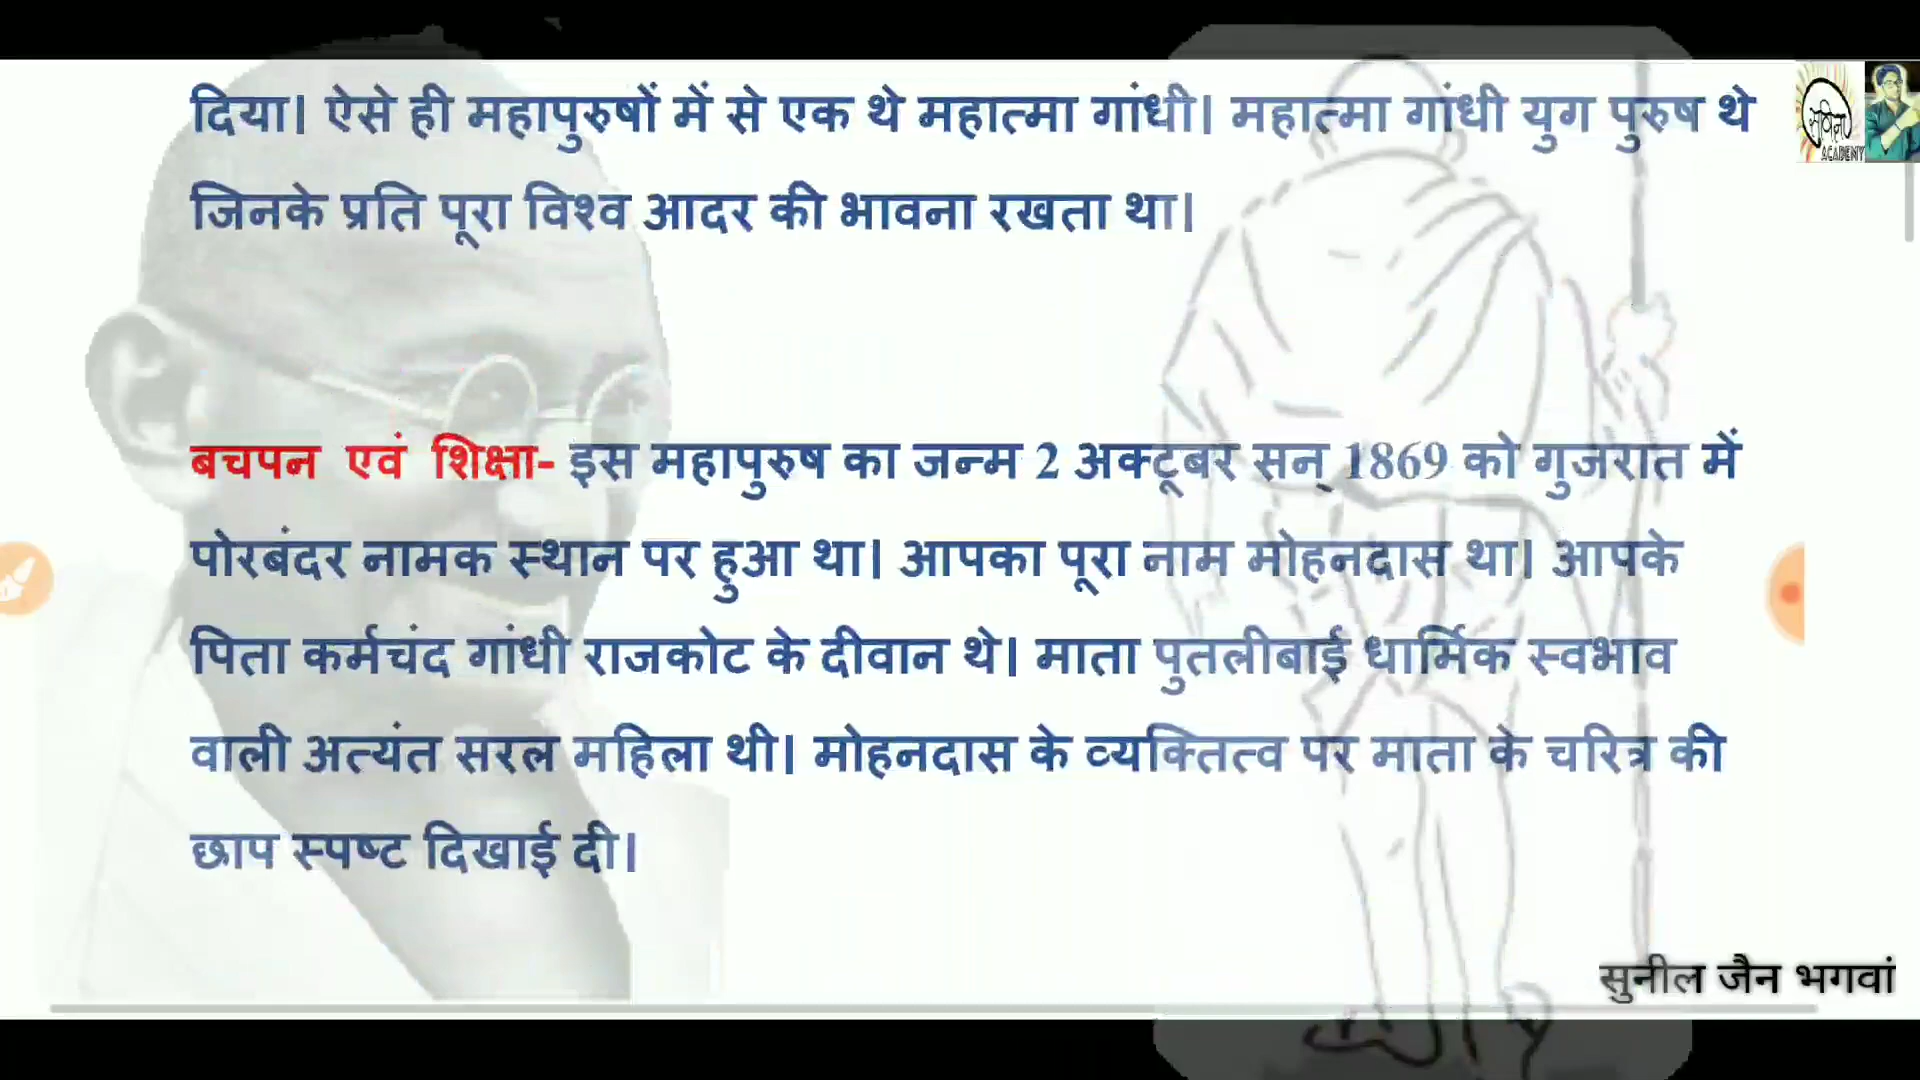 दिया। ऐसे ही महापुरुषों में से एक थे महात्मा गांधी। महात्मा गांधी युग पुरुष थे
जिनके प्रति पूरा विश्व आदर की भावना रखता था।
बचपन एवं शिक्षा- इस महापुरुष का जन्म 2 अक्टूबर सन् 1869 को गुजरात में
पोरबंदर नामक स्थान पर हुआ था। आपका पूरा नाम मोहनदास था। आपके
पिता कर्मचंद गांधी राजकोट के दीवान थे। माता पुतलीबाई धार्मिक स्वभाव
वाली अत्यंत सरल महिला थी। मोहनदास के व्यक्तित्व पर माता के चरित्र की
छाप स्पष्ट दिखाई दी।
ACADEMY
सुनील जैन भगवां